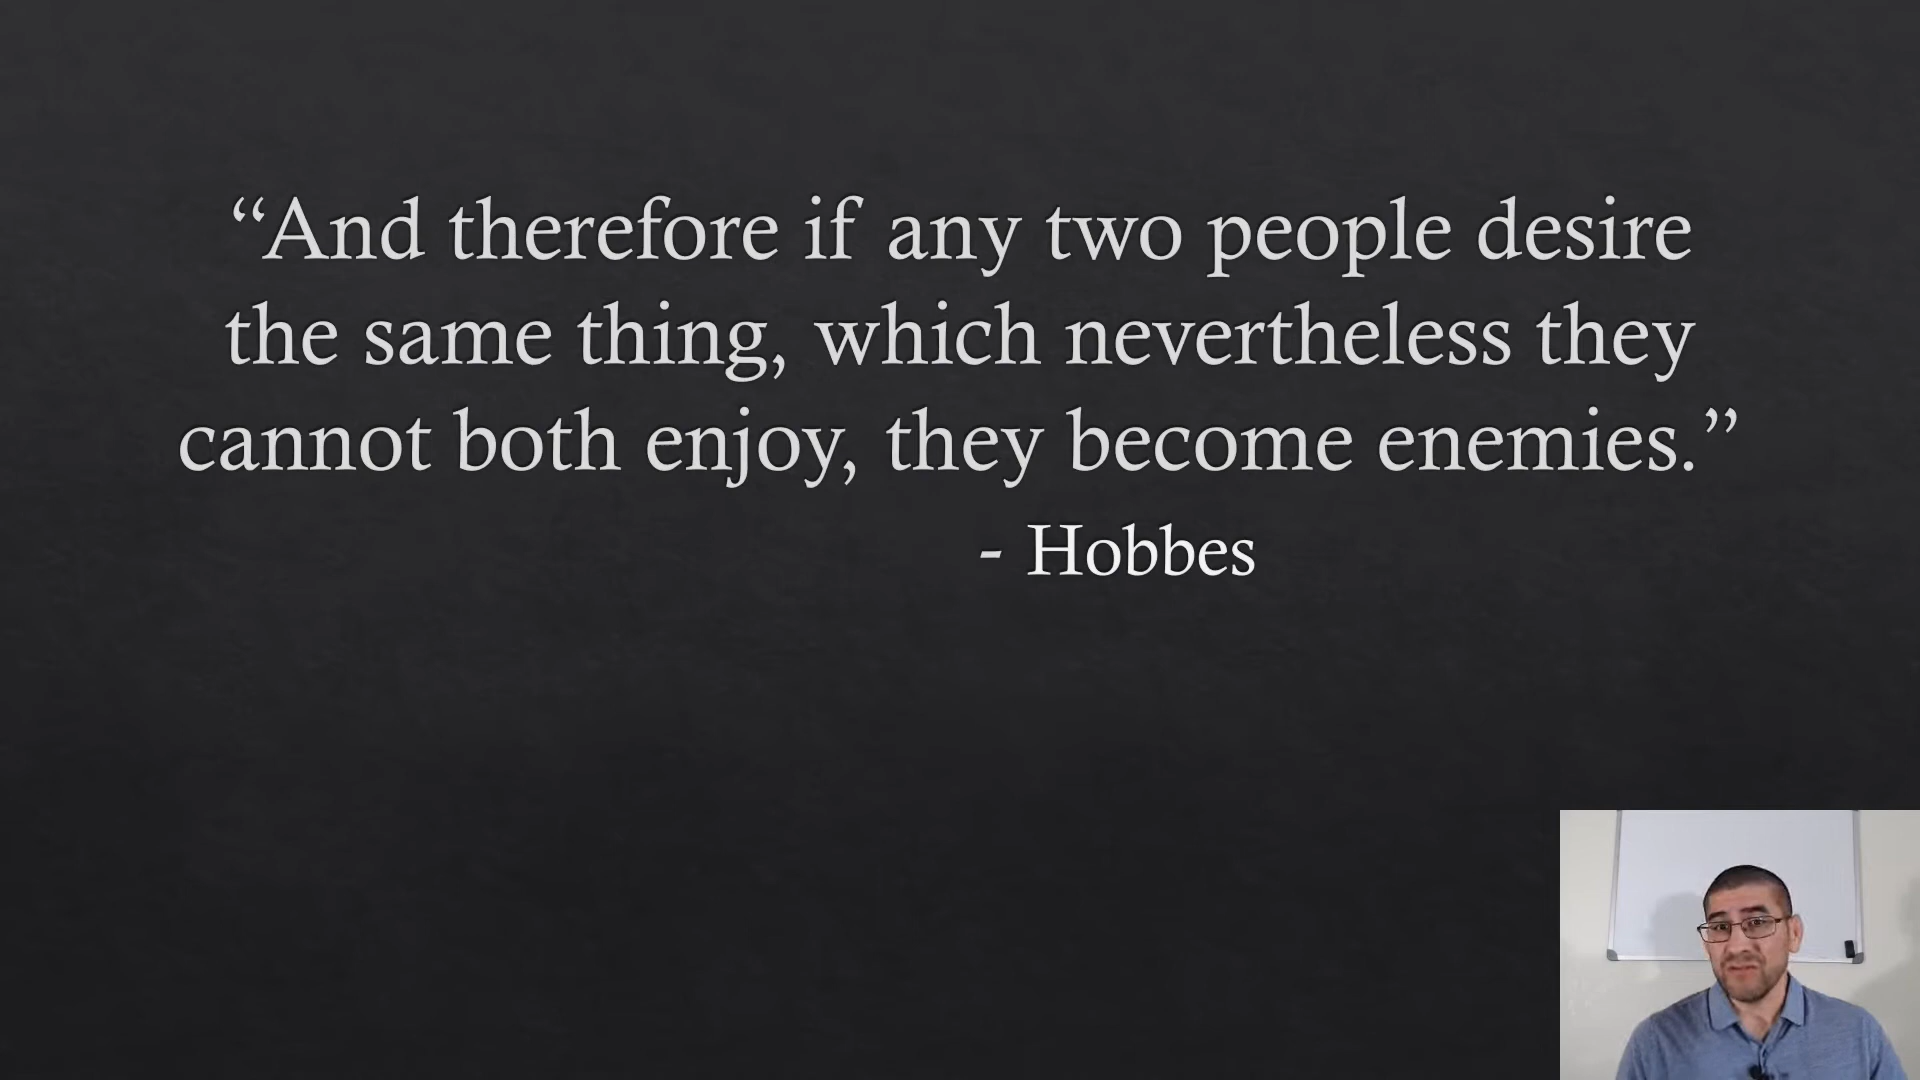 “And therefore if any two people desire
the same thing, which nevertheless they
cannot both enjoy, they become enemies.”
- Hobbes